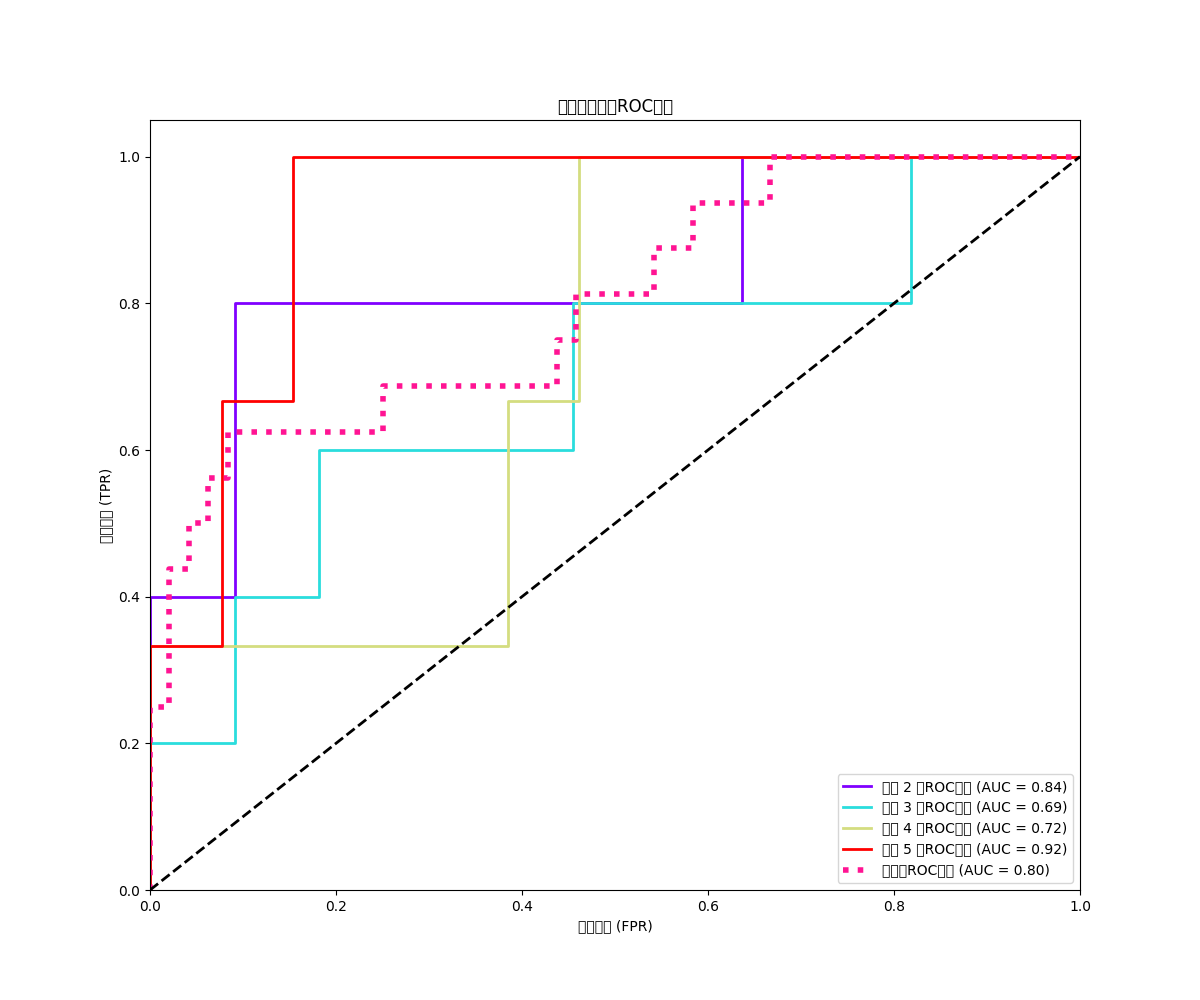 ROC
1.0
0.8
0.6
0.4
0.2
0.0
(TPR)
0.0 0.2 0.4 0.6 0.8 1.0
(FPR)
2 ROC (AUC = 0.84)
3 ROC (AUC = 0.69)
4 ROC (AUC = 0.72)
5 ROC (AUC = 0.92)
ROC (AUC = 0.80)